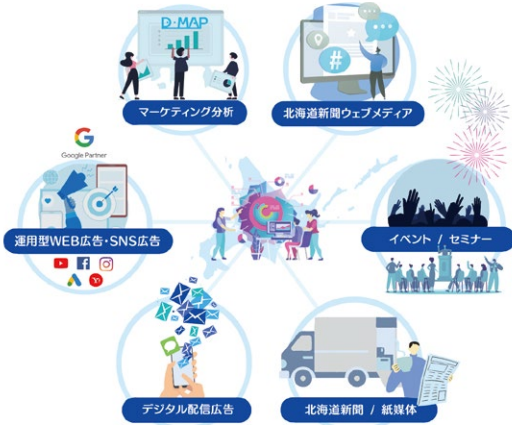 D-MAP
マーケティング分析
#
北海道新聞ウェブメディア
Google Partner
運用型WEB広告・SNS広告
イベント / セミナー
デジタル配信広告
北海道新聞 / 紙媒体